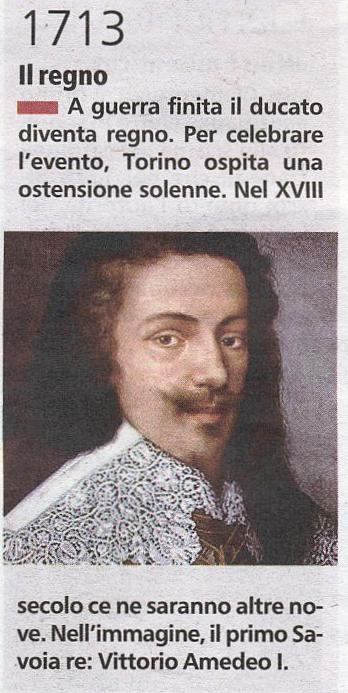 1713
Il regno
A guerra finita il ducato
diventa regno. Per celebrare
l'evento, Torino ospita una
ostensione solenne. Nel XVIII
secolo ce ne saranno altre no-
ve. Nell'immagine, il primo Sa-
voia re: Vittorio Amedeo I.